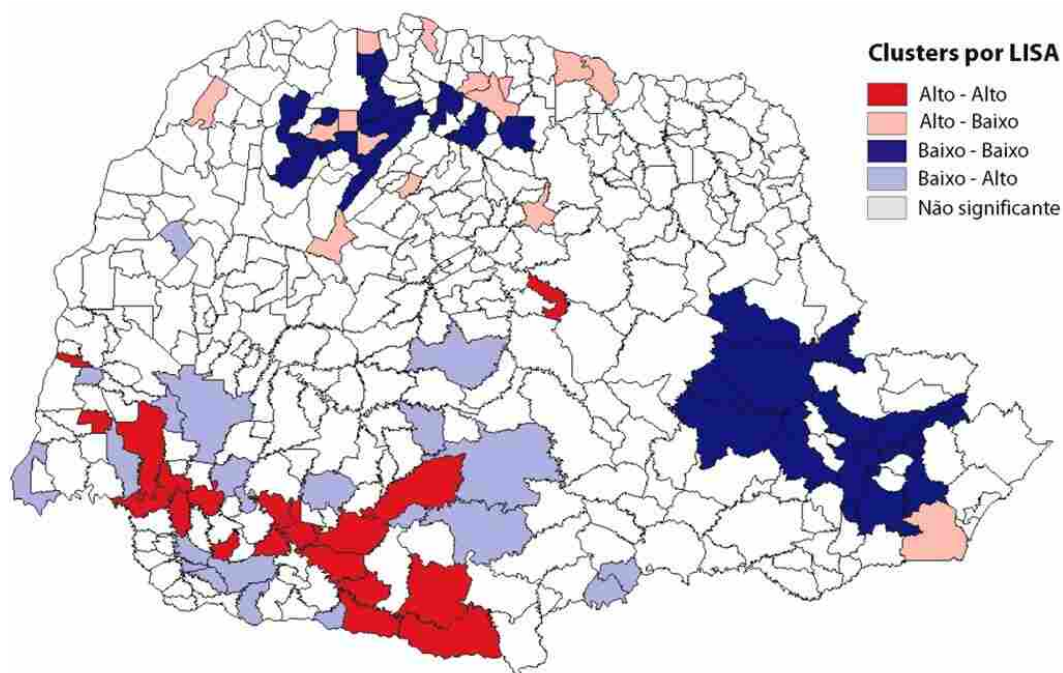 Clusters por LISA
Alto - Alto
Alto - Baixo
Baixo - Baixo
Baixo - Alto
Não significante